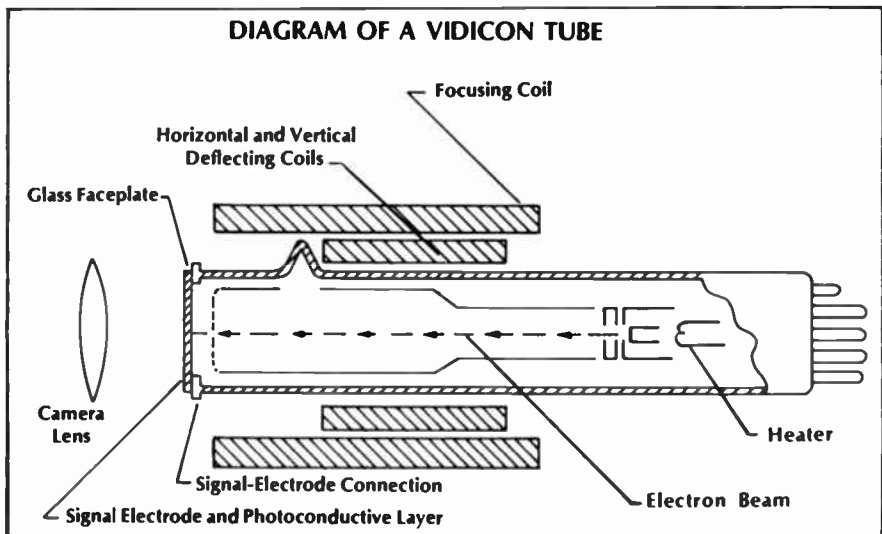 DIAGRAM OF A VIDICON TUBE
Focusing Coil
Horizontal and Vertical
Deflecting Coils
Glass Faceplate
Camera
Lens
Heater
Signal-Electrode Connection
Electron Beam
Signal Electrode and Photoconductive Layer